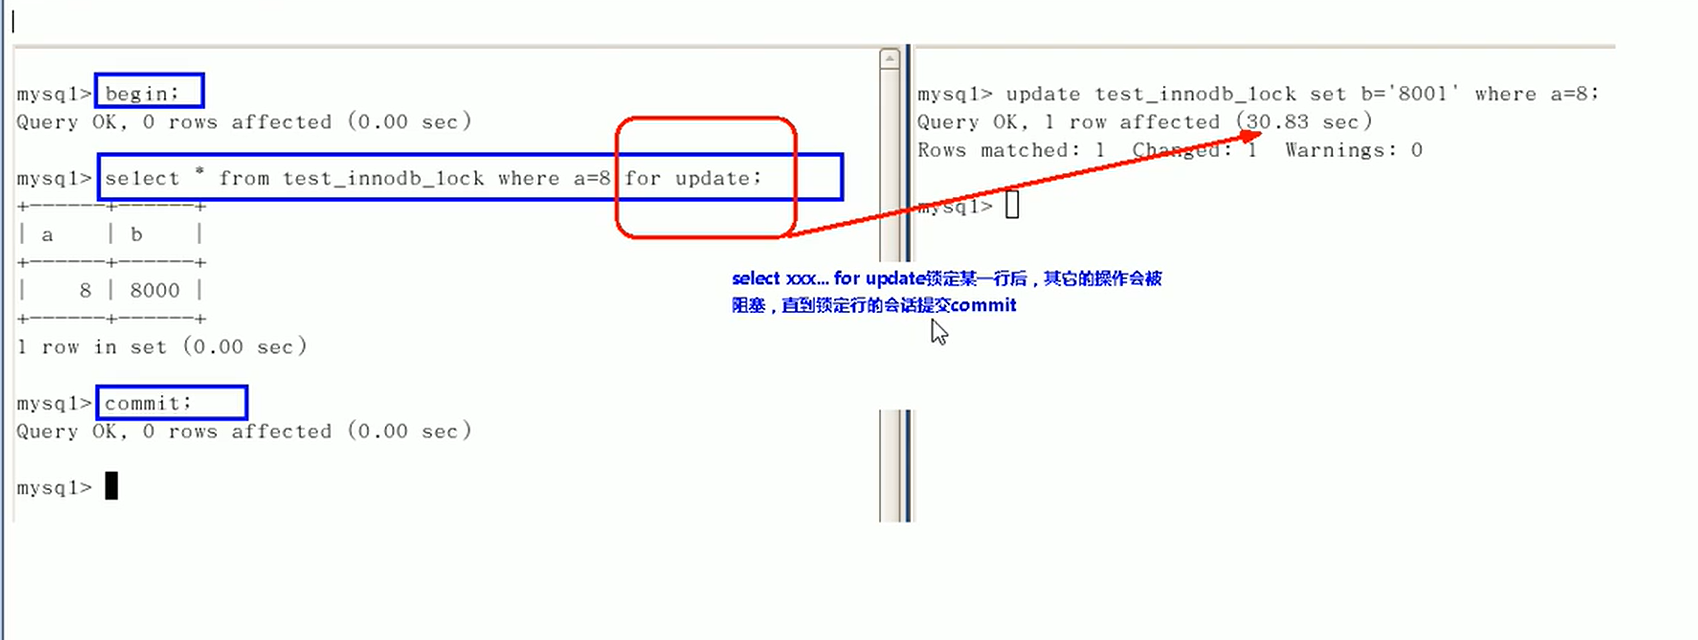 mysql> begin;
Query OK, 0 rows affected (0.00 sec)
mysql> select * from test_innodb_lock where a=8 for update;
+------+------+
| a    | b    |
+------+------+
|    8 | 8000 |
+------+------+
1 row in set (0.00 sec)
mysql> commit;
Query OK, 0 rows affected (0.00 sec)
mysql>
mysql> update test_innodb_lock set b='8001' where a=8;
Query OK, 1 row affected (30.83 sec)
Rows matched: 1  Changed: 1  Warnings: 0
mysql>
select xxx... for update锁定某一行后，其它的操作会被
阻塞，直到锁定行的会话提交commit